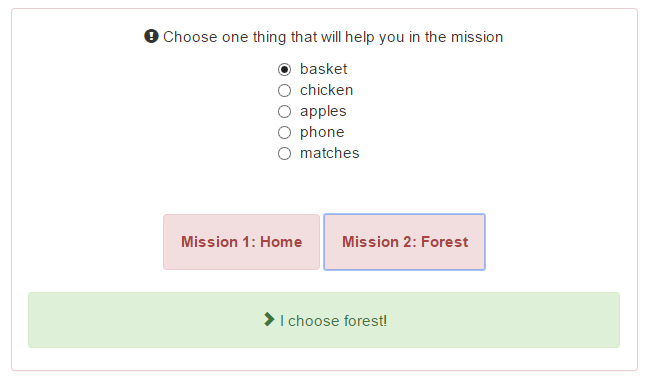 Choose one thing that will help you in the mission
basket
chicken
apples
phone
matches
Mission 1: Home
Mission 2: Forest
I choose forest!